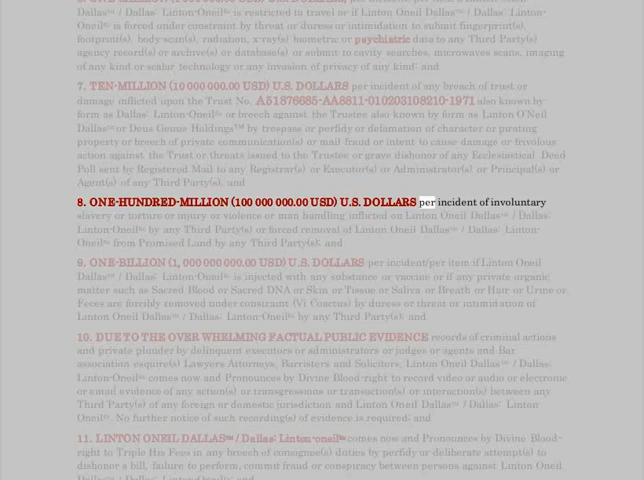 Dallas℠ / Dallas: Linton-Oneil℠ is restricted in travel or if Linton Oneil Dallas℠ / Dallas: Linton-
Oneil℠ is forced under constraint by threat or duress or intimidation to submit fingerprint(s),
footprint(s), body-scan(s), radiation, x-ray(s) biometric or psychiatric data to any Third Party(s)
agency record(s) or archive(s) or database(s) or submit to cavity searches, microwaves scans, imaging
of any kind or scalar technology or any invasion of privacy of any kind; and
7. TEN-MILLION (10 000 000.00 USD) U.S. DOLLARS per incident of any breach of trust or
damage inflicted upon the Trust No. A51876685-AA8811-010203108210-1971 also known by
form as Dallas: Linton-Oneil℠ or breach against the Trustee also known by form as Linton O'Neil
Dallas℠ or Deus Genus Holdings™ by trespass or perfidy or defamation of character or purating
property or breach of private communication(s) or mail fraud or intent to cause damage or frivolous
action against the Trust or threats issued to the Trustee or grave dishonor of any Ecclesiastical Deed
Poll sent by Registered Mail to any Registrar(s) or Executor(s) or Administrator(s) or Principal(s) or
Agent(s) of any Third Party(s), and
8. ONE-HUNDRED-MILLION (100 000 000.00 USD) U.S. DOLLARS per incident of involuntary
slavery or torture or injury or violence or man handling inflicted on Linton Oneil Dallas℠ / Dallas:
Linton-Oneil℠ by any Third Party(s) or forced removal of Linton Oneil Dallas℠ / Dallas: Linton-
Oneil℠ from Promised Land by any Third Party(s); and
9. ONE-BILLION (1, 000 000 000.00 USD) U.S. DOLLARS per incident/per item if Linton Oneil
Dallas℠ / Dallas: Linton-Oneil℠ is injected with any substance or vaccine or if any private organic
matter such as Sacred Blood or Sacred DNA or Skin or Tissue or Saliva or Breath or Hair or Urine or
Feces are forcibly removed under constraint (Vi Coactus) by duress or threat or intimidation of
Linton Oneil Dallas℠ / Dallas: Linton-Oneil℠ by any Third Party(s); and
10. DUE TO THE OVER WHELMING FACTUAL PUBLIC EVIDENCE records of criminal actions
and private plunder by delinquent executors or administrators or judges or agents and Bar
association esquire(s) Lawyers Attorneys, Barristers and Solicitors, Linton Oneil Dallas℠ / Dallas:
Linton-Oneil℠ comes now and Pronounces by Divine Blood-right to record video or audio or electronic
or email evidence of any action(s) or transgressions or transaction(s) or interaction(s) between any
Third Party(s) of any foreign or domestic jurisdiction and Linton Oneil Dallas℠ / Dallas: Linton-
Oneil℠. No further notice of such recording(s) of evidence is required; and
11. LINTON ONEIL DALLAS℠ / Dallas: Linton-oneil℠ comes now and Pronounces by Divine Blood-
right to Triple His Fees in any breech of consignee(s) duties by perfidy or deliberate attempt(s) to
dishonor a bill, failure to perform, commit fraud or conspiracy between persons against Linton Oneil